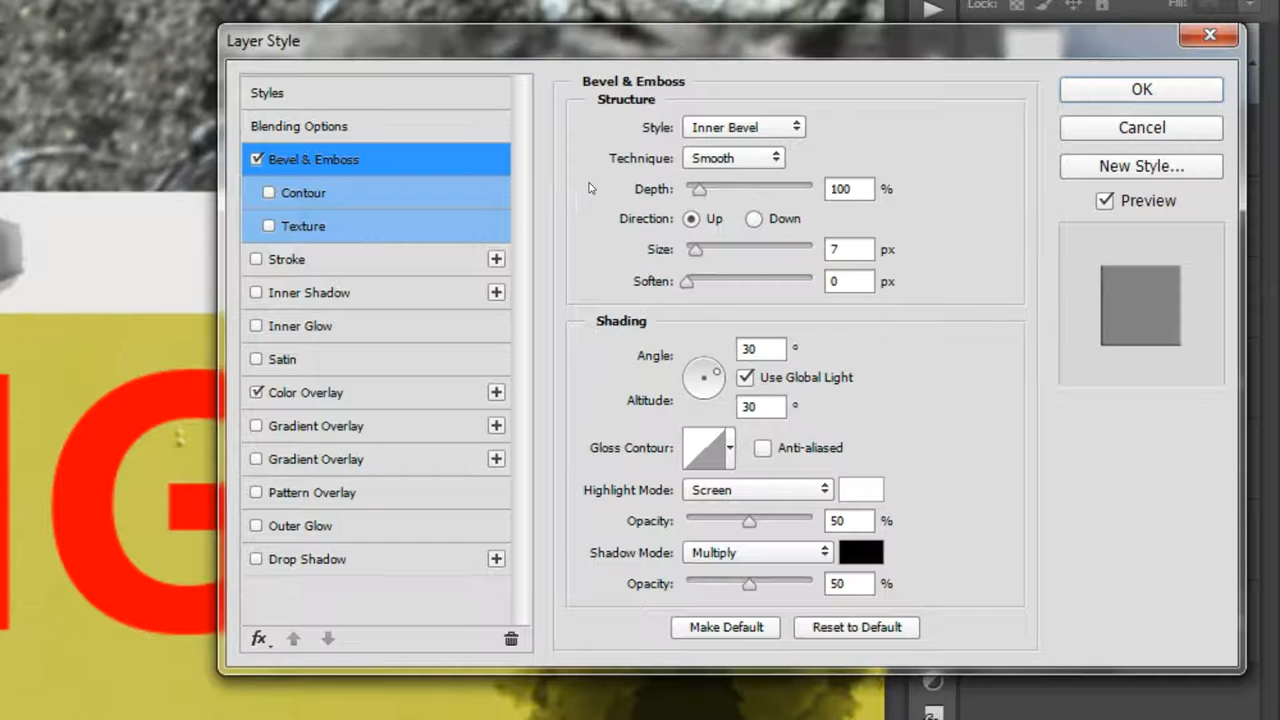 Lock:
Fill:
Layer Style
Styles
Blending Options
Bevel & Emboss
Contour
Texture
Stroke
Inner Shadow
Inner Glow
Satin
Color Overlay
Gradient Overlay
Gradient Overlay
Pattern Overlay
Outer Glow
Drop Shadow
fx
Bevel & Emboss
Structure
Style: Inner Bevel
Technique: Smooth
Depth: 100 %
Direction: Up Down
Size: 7 px
Soften: 0 px
Shading
Angle: 30 °
Use Global Light
Altitude: 30 °
Gloss Contour: Anti-aliased
Highlight Mode: Screen
Opacity: 50 %
Shadow Mode: Multiply
Opacity: 50 %
Make Default Reset to Default
OK
Cancel
New Style...
Preview
G